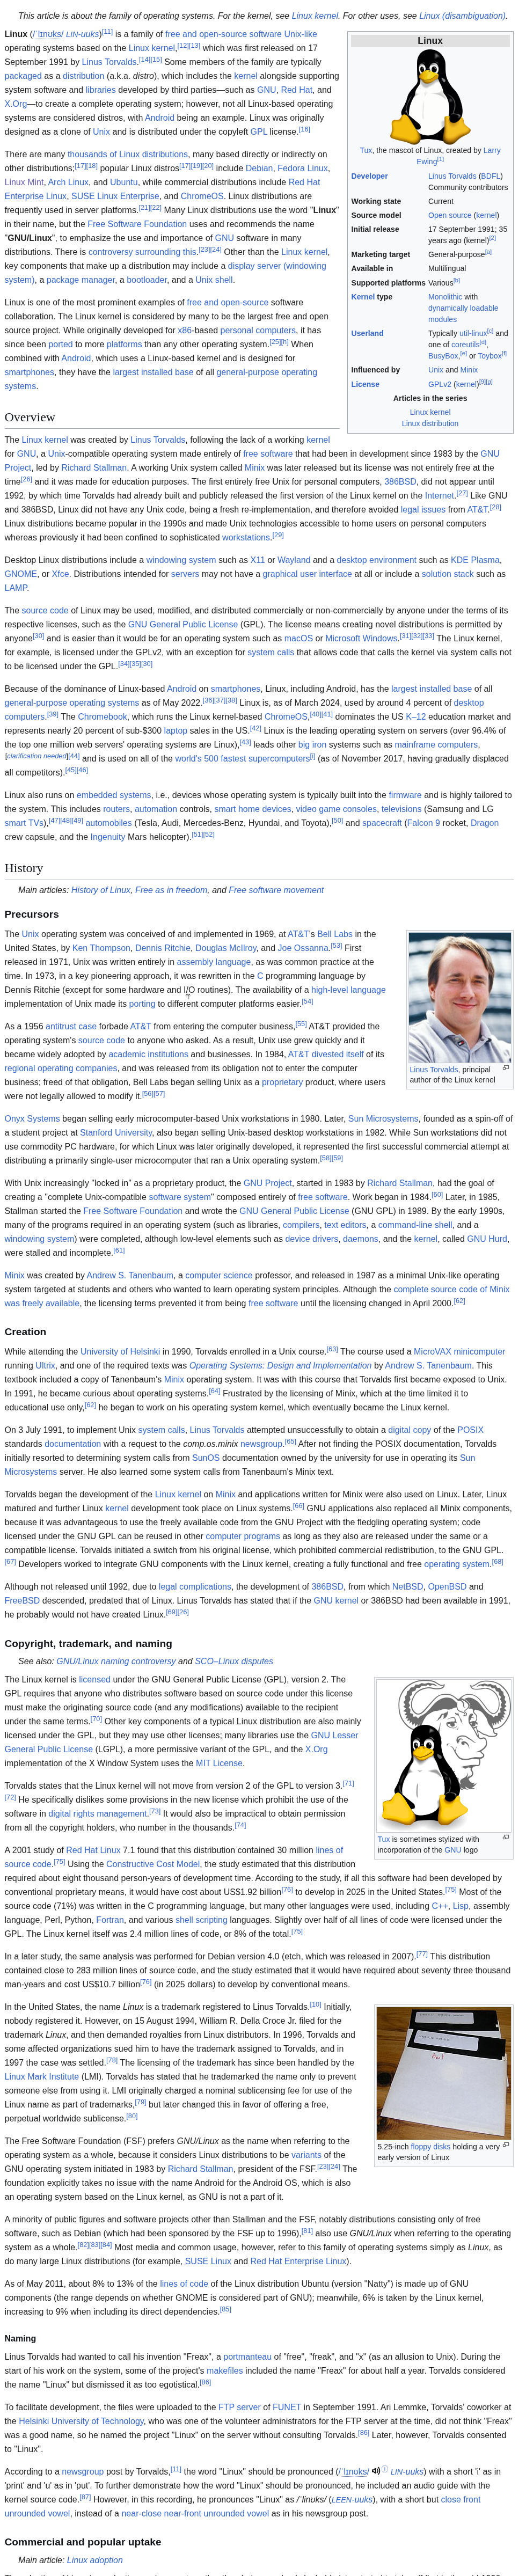 This article is about the family of operating systems. For the kernel, see Linux kernel. For other uses, see Linux (disambiguation).
Linux (/ˈlɪnʊks/ LIN-uuks)[11] is a family of free and open-source software Unix-like
operating systems based on the Linux kernel,[12][13] which was first released on 17
September 1991 by Linus Torvalds.[14][15] Some members of the family are typically
packaged as a distribution (a.k.a. distro), which includes the kernel alongside operating
system software and libraries developed by third parties—such as GNU, Red Hat, and
X.Org—to create a complete operating system; however, not all Linux-based operating
systems are considered distros, with Android being an example. Linux was originally
designed as a clone of Unix and is distributed under the copyleft GPL license.[16]
There are many thousands of Linux distributions, many based directly or indirectly on
other distributions;[17][18] popular Linux distros[17][19][20] include Debian, Fedora Linux,
Linux Mint, Arch Linux, and Ubuntu, while commercial distributions include Red Hat
Enterprise Linux, SUSE Linux Enterprise, and ChromeOS. Linux distributions are
frequently used in server platforms.[21][22] Many Linux distributions use the word "Linux"
in their name, but the Free Software Foundation uses and recommends the name
"GNU/Linux", to emphasize the use and importance of GNU software in many
distributions. There is controversy surrounding this.[23][24] Other than the Linux kernel,
key components that make up a distribution may include a display server (windowing
system), a package manager, a bootloader, and a Unix shell.
Linux is one of the most prominent examples of free and open-source software
collaboration. The Linux kernel is considered by many to be the largest free and open
source project. While originally developed for x86-based personal computers, it has
since been ported to more platforms than any other operating system.[25][h] When
combined with Android, which uses a Linux-based kernel and is designed for
smartphones, they have the largest installed base of all general-purpose operating
systems.
Linux
Tux, the mascot of Linux, created by Larry
Ewing[1]
Developer Linus Torvalds (BDFL)
Community contributors
Working state Current
Source model Open source (kernel)
Initial release 17 September 1991; 35
years ago (kernel)[2]
Marketing target General-purpose[a]
Available in Multilingual
Supported platforms Various[b]
Kernel type Monolithic with
dynamically loadable
modules
Userland Typically util-linux[c] and
one of coreutils[d],
BusyBox,[e] or Toybox[f]
Influenced by Unix and Minix
License GPLv2 (kernel)[9][g]
Articles in the series
Linux kernel
Linux distribution
Overview
The Linux kernel was created by Linus Torvalds, following the lack of a working kernel
for GNU, a Unix-compatible operating system made entirely of free software that had been in development since 1983 by the GNU
Project, led by Richard Stallman. A working Unix system called Minix was later released but its license was not entirely free at the
time[26] and it was made for educational purposes. The first entirely free Unix for personal computers, 386BSD, did not appear until
1992, by which time Torvalds had already built and publicly released the first version of the Linux kernel on the Internet.[27] Like GNU
and 386BSD, Linux did not have any Unix code, being a fresh re-implementation, and therefore avoided legal issues from AT&T.[28]
Linux distributions became popular in the 1990s and effectively made Unix technologies accessible to home users on personal computers
whereas previously it had been confined to sophisticated workstations.[29]
Desktop Linux distributions include a windowing system such as X11 or Wayland and a desktop environment such as KDE Plasma,
GNOME, or Xfce. Distributions intended for servers may not have a graphical user interface at all or include a solution stack such as
LAMP.
The source code of Linux may be used, modified, and distributed commercially or non-commercially by anyone under the terms of its
respective licenses, such as the GNU General Public License (GPL). The license means creating novel distributions is permitted by
anyone[30] and is easier than it would be for an operating system such as macOS or Microsoft Windows.[31][32][33] The Linux kernel,
for example, is licensed under the GPLv2, with an exception for system calls that allows code that calls the kernel via system calls not
to be licensed under the GPL.[34][35][30]
Because of the dominance of Linux-based Android on smartphones, Linux, including Android, has the largest installed base of all
general-purpose operating systems as of May 2022.[36][37][38] Linux is, as of March 2024, used by around 4 percent of desktop
computers.[39] The Chromebook, which runs the Linux kernel-based ChromeOS,[40][41] dominates the US K–12 education market and
represents nearly 20 percent of sub-$300 laptop sales in the US.[42] Linux is the leading operating system on servers (over 96.4% of
the top one million web servers' operating systems are Linux),[43] leads other big iron systems such as mainframe computers,
[clarification needed][44] and is used on all of the world's 500 fastest supercomputers[i] (as of November 2017, having gradually displaced
all competitors).[45][46]
Linux also runs on embedded systems, i.e., devices whose operating system is typically built into the firmware and is highly tailored to
the system. This includes routers, automation controls, smart home devices, video game consoles, televisions (Samsung and LG
smart TVs),[47][48][49] automobiles (Tesla, Audi, Mercedes-Benz, Hyundai, and Toyota),[50] and spacecraft (Falcon 9 rocket, Dragon
crew capsule, and the Ingenuity Mars helicopter).[51][52]
History
Main articles: History of Linux, Free as in freedom, and Free software movement
Precursors
The Unix operating system was conceived of and implemented in 1969, at AT&T's Bell Labs in the
United States, by Ken Thompson, Dennis Ritchie, Douglas McIlroy, and Joe Ossanna.[53] First
released in 1971, Unix was written entirely in assembly language, as was common practice at the
time. In 1973, in a key pioneering approach, it was rewritten in the C programming language by
Dennis Ritchie (except for some hardware and I/O routines). The availability of a high-level language
implementation of Unix made its porting to different computer platforms easier.[54]
As a 1956 antitrust case forbade AT&T from entering the computer business,[55] AT&T provided the
operating system's source code to anyone who asked. As a result, Unix use grew quickly and it
became widely adopted by academic institutions and businesses. In 1984, AT&T divested itself of its
regional operating companies, and was released from its obligation not to enter the computer
business; freed of that obligation, Bell Labs began selling Unix as a proprietary product, where users
were not legally allowed to modify it.[56][57]
Linus Torvalds, principal
author of the Linux kernel
Onyx Systems began selling early microcomputer-based Unix workstations in 1980. Later, Sun Microsystems, founded as a spin-off of
a student project at Stanford University, also began selling Unix-based desktop workstations in 1982. While Sun workstations did not
use commodity PC hardware, for which Linux was later originally developed, it represented the first successful commercial attempt at
distributing a primarily single-user microcomputer that ran a Unix operating system.[58][59]
With Unix increasingly "locked in" as a proprietary product, the GNU Project, started in 1983 by Richard Stallman, had the goal of
creating a "complete Unix-compatible software system" composed entirely of free software. Work began in 1984.[60] Later, in 1985,
Stallman started the Free Software Foundation and wrote the GNU General Public License (GNU GPL) in 1989. By the early 1990s,
many of the programs required in an operating system (such as libraries, compilers, text editors, a command-line shell, and a
windowing system) were completed, although low-level elements such as device drivers, daemons, and the kernel, called GNU Hurd,
were stalled and incomplete.[61]
Minix was created by Andrew S. Tanenbaum, a computer science professor, and released in 1987 as a minimal Unix-like operating
system targeted at students and others who wanted to learn operating system principles. Although the complete source code of Minix
was freely available, the licensing terms prevented it from being free software until the licensing changed in April 2000.[62]
Creation
While attending the University of Helsinki in 1990, Torvalds enrolled in a Unix course.[63] The course used a MicroVAX minicomputer
running Ultrix, and one of the required texts was Operating Systems: Design and Implementation by Andrew S. Tanenbaum. This
textbook included a copy of Tanenbaum's Minix operating system. It was with this course that Torvalds first became exposed to Unix.
In 1991, he became curious about operating systems.[64] Frustrated by the licensing of Minix, which at the time limited it to
educational use only,[62] he began to work on his operating system kernel, which eventually became the Linux kernel.
On 3 July 1991, to implement Unix system calls, Linus Torvalds attempted unsuccessfully to obtain a digital copy of the POSIX
standards documentation with a request to the comp.os.minix newsgroup.[65] After not finding the POSIX documentation, Torvalds
initially resorted to determining system calls from SunOS documentation owned by the university for use in operating its Sun
Microsystems server. He also learned some system calls from Tanenbaum's Minix text.
Torvalds began the development of the Linux kernel on Minix and applications written for Minix were also used on Linux. Later, Linux
matured and further Linux kernel development took place on Linux systems.[66] GNU applications also replaced all Minix components,
because it was advantageous to use the freely available code from the GNU Project with the fledgling operating system; code
licensed under the GNU GPL can be reused in other computer programs as long as they also are released under the same or a
compatible license. Torvalds initiated a switch from his original license, which prohibited commercial redistribution, to the GNU GPL.
[67] Developers worked to integrate GNU components with the Linux kernel, creating a fully functional and free operating system.[68]
Although not released until 1992, due to legal complications, the development of 386BSD, from which NetBSD, OpenBSD and
FreeBSD descended, predated that of Linux. Linus Torvalds has stated that if the GNU kernel or 386BSD had been available in 1991,
he probably would not have created Linux.[69][26]
Copyright, trademark, and naming
See also: GNU/Linux naming controversy and SCO–Linux disputes
The Linux kernel is licensed under the GNU General Public License (GPL), version 2. The
GPL requires that anyone who distributes software based on source code under this license
must make the originating source code (and any modifications) available to the recipient
under the same terms.[70] Other key components of a typical Linux distribution are also mainly
licensed under the GPL, but they may use other licenses; many libraries use the GNU Lesser
General Public License (LGPL), a more permissive variant of the GPL, and the X.Org
implementation of the X Window System uses the MIT License.
Torvalds states that the Linux kernel will not move from version 2 of the GPL to version 3.[71]
[72] He specifically dislikes some provisions in the new license which prohibit the use of the
software in digital rights management.[73] It would also be impractical to obtain permission
from all the copyright holders, who number in the thousands.[74]
Tux is sometimes stylized with
incorporation of the GNU logo
A 2001 study of Red Hat Linux 7.1 found that this distribution contained 30 million lines of
source code.[75] Using the Constructive Cost Model, the study estimated that this distribution
required about eight thousand person-years of development time. According to the study, if all this software had been developed by
conventional proprietary means, it would have cost about US$1.92 billion[76] to develop in 2025 in the United States.[75] Most of the
source code (71%) was written in the C programming language, but many other languages were used, including C++, Lisp, assembly
language, Perl, Python, Fortran, and various shell scripting languages. Slightly over half of all lines of code were licensed under the
GPL. The Linux kernel itself was 2.4 million lines of code, or 8% of the total.[75]
In a later study, the same analysis was performed for Debian version 4.0 (etch, which was released in 2007).[77] This distribution
contained close to 283 million lines of source code, and the study estimated that it would have required about seventy three thousand
man-years and cost US$10.7 billion[76] (in 2025 dollars) to develop by conventional means.
In the United States, the name Linux is a trademark registered to Linus Torvalds.[10] Initially,
nobody registered it. However, on 15 August 1994, William R. Della Croce Jr. filed for the
trademark Linux, and then demanded royalties from Linux distributors. In 1996, Torvalds and
some affected organizations sued him to have the trademark assigned to Torvalds, and in
1997 the case was settled.[78] The licensing of the trademark has since been handled by the
Linux Mark Institute (LMI). Torvalds has stated that he trademarked the name only to prevent
someone else from using it. LMI originally charged a nominal sublicensing fee for use of the
Linux name as part of trademarks,[79] but later changed this in favor of offering a free,
perpetual worldwide sublicense.[80]
The Free Software Foundation (FSF) prefers GNU/Linux as the name when referring to the
operating system as a whole, because it considers Linux distributions to be variants of the
GNU operating system initiated in 1983 by Richard Stallman, president of the FSF.[23][24] The
foundation explicitly takes no issue with the name Android for the Android OS, which is also
an operating system based on the Linux kernel, as GNU is not a part of it.
5.25-inch floppy disks holding a very
early version of Linux
A minority of public figures and software projects other than Stallman and the FSF, notably distributions consisting only of free
software, such as Debian (which had been sponsored by the FSF up to 1996),[81] also use GNU/Linux when referring to the operating
system as a whole.[82][83][84] Most media and common usage, however, refer to this family of operating systems simply as Linux, as
do many large Linux distributions (for example, SUSE Linux and Red Hat Enterprise Linux).
As of May 2011, about 8% to 13% of the lines of code of the Linux distribution Ubuntu (version "Natty") is made up of GNU
components (the range depending on whether GNOME is considered part of GNU); meanwhile, 6% is taken by the Linux kernel,
increasing to 9% when including its direct dependencies.[85]
Naming
Linus Torvalds had wanted to call his invention "Freax", a portmanteau of "free", "freak", and "x" (as an allusion to Unix). During the
start of his work on the system, some of the project's makefiles included the name "Freax" for about half a year. Torvalds considered
the name "Linux" but dismissed it as too egotistical.[86]
To facilitate development, the files were uploaded to the FTP server of FUNET in September 1991. Ari Lemmke, Torvalds' coworker at
the Helsinki University of Technology, who was one of the volunteer administrators for the FTP server at the time, did not think "Freax"
was a good name, so he named the project "Linux" on the server without consulting Torvalds.[86] Later, however, Torvalds consented
to "Linux".
According to a newsgroup post by Torvalds,[11] the word "Linux" should be pronounced (/ˈlɪnʊks/ ⓘ LIN-uuks) with a short 'i' as in
'print' and 'u' as in 'put'. To further demonstrate how the word "Linux" should be pronounced, he included an audio guide with the
kernel source code.[87] However, in this recording, he pronounces "Linux" as /ˈlinʊks/ (LEEN-uuks), with a short but close front
unrounded vowel, instead of a near-close near-front unrounded vowel as in his newsgroup post.
Commercial and popular uptake
Main article: Linux adoption